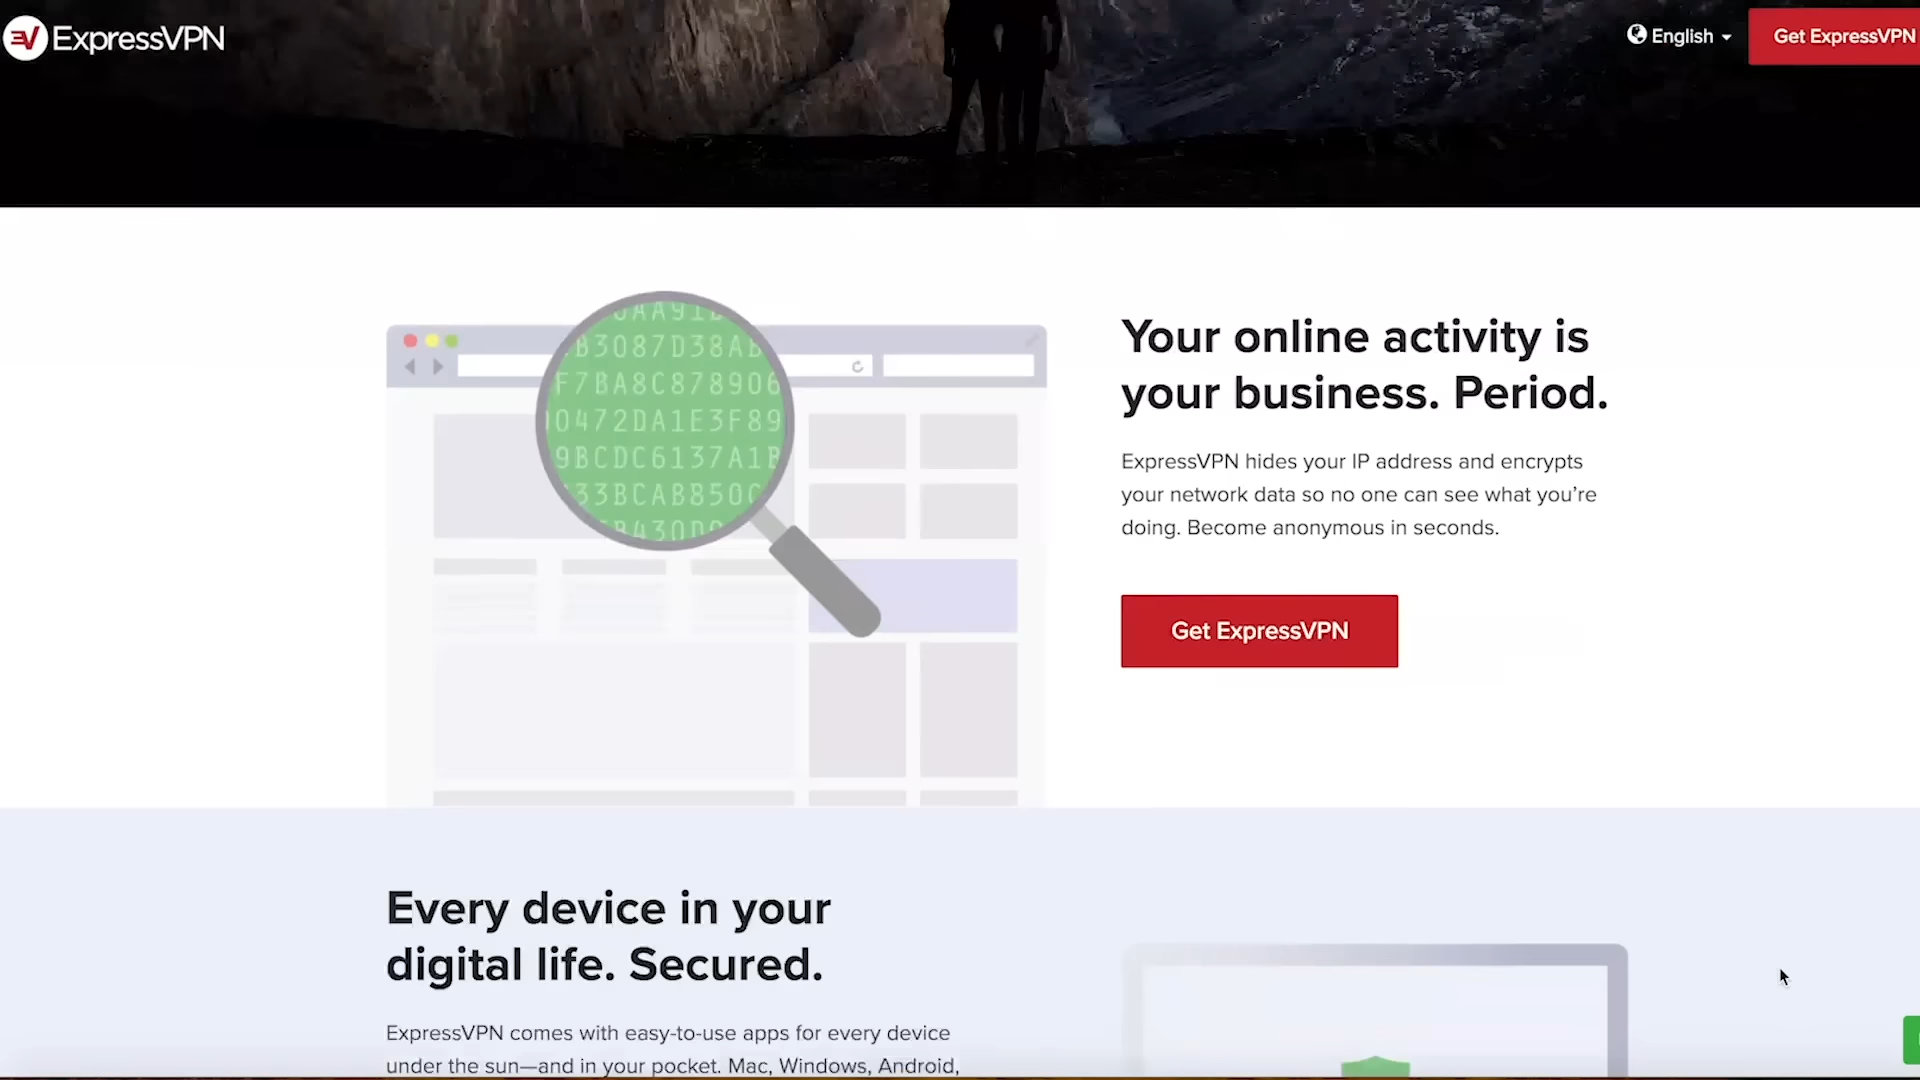 ExpressVPN
English
Get ExpressVPN
B3087D38AB
F7BA8C878906
0472DA1E3F89
9BCDC6137A1B
33BCAB850C
Your online activity is
your business. Period.
ExpressVPN hides your IP address and encrypts
your network data so no one can see what you’re
doing. Become anonymous in seconds.
Get ExpressVPN
Every device in your
digital life. Secured.
ExpressVPN comes with easy-to-use apps for every device
under the sun—and in your pocket. Mac, Windows, Android,